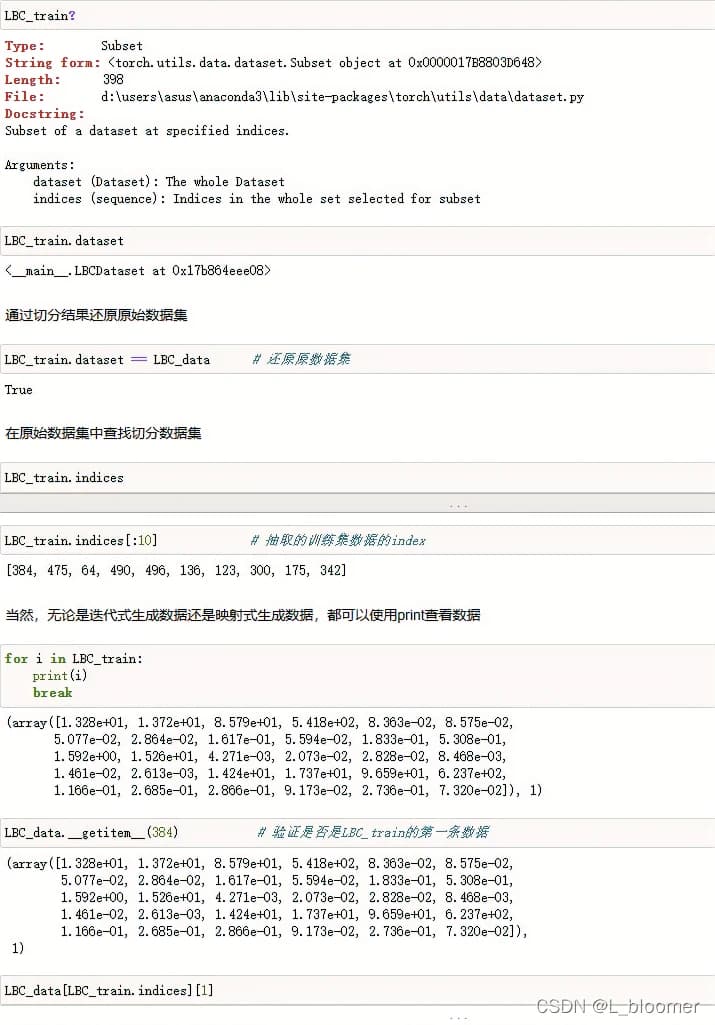 LBC_train?
Type: Subset
String form: <torch.utils.data.dataset.Subset object at 0x0000017B8803D648>
Length: 398
File: d:\users\asus\anaconda3\lib\site-packages\torch\utils\data\dataset.py
Docstring:
Subset of a dataset at specified indices.
Arguments:
dataset (Dataset): The whole Dataset
indices (sequence): Indices in the whole set selected for subset
LBC_train.dataset
<__main__.LBCDataset at 0x17b864eee08>
通过切分结果还原原始数据集
LBC_train.dataset == LBC_data # 还原原数据集
True
在原始数据集中查找切分数据集
LBC_train.indices
...
LBC_train.indices[:10] # 抽取的训练集数据的index
[384, 475, 64, 490, 496, 136, 123, 300, 175, 342]
当然，无论是迭代式生成数据还是映射式生成数据，都可以使用print查看数据
for i in LBC_train:
print(i)
break
(array([1.328e+01, 1.372e+01, 8.579e+01, 5.418e+02, 8.363e-02, 8.575e-02,
5.077e-02, 2.864e-02, 1.617e-01, 5.594e-02, 1.833e-01, 5.308e-01,
1.592e+00, 1.526e+01, 4.271e-03, 2.073e-02, 2.828e-02, 8.468e-03,
1.461e-02, 2.613e-03, 1.424e+01, 1.737e+01, 9.659e+01, 6.237e+02,
1.166e-01, 2.685e-01, 2.866e-01, 9.173e-02, 2.736e-01, 7.320e-02]), 1)
LBC_data.__getitem__(384) # 验证是否是LBC_train的第一条数据
(array([1.328e+01, 1.372e+01, 8.579e+01, 5.418e+02, 8.363e-02, 8.575e-02,
5.077e-02, 2.864e-02, 1.617e-01, 5.594e-02, 1.833e-01, 5.308e-01,
1.592e+00, 1.526e+01, 4.271e-03, 2.073e-02, 2.828e-02, 8.468e-03,
1.461e-02, 2.613e-03, 1.424e+01, 1.737e+01, 9.659e+01, 6.237e+02,
1.166e-01, 2.685e-01, 2.866e-01, 9.173e-02, 2.736e-01, 7.320e-02]),
1)
LBC_data[LBC_train.indices][1]
...
CSDN @L_bloomer